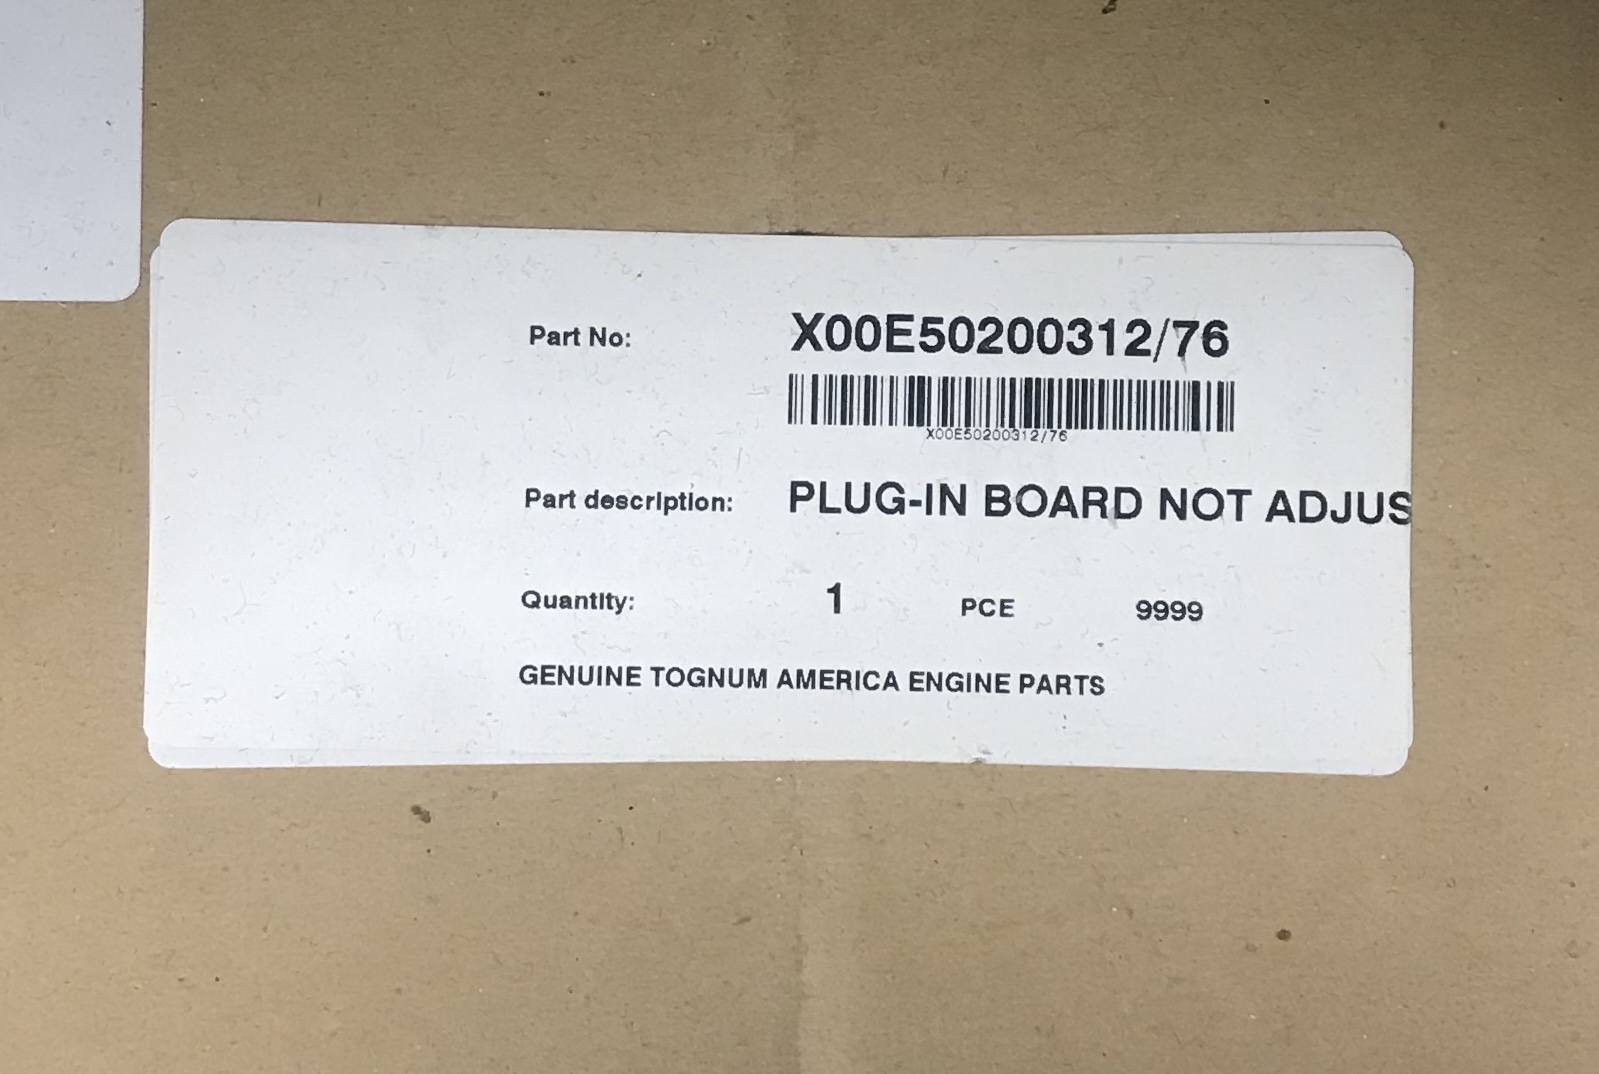 Part No: X00E50200312/76
X00E50200312/76
Part description: PLUG-IN BOARD NOT ADJUS
Quantity: 1 PCE 9999
GENUINE TOGNUM AMERICA ENGINE PARTS